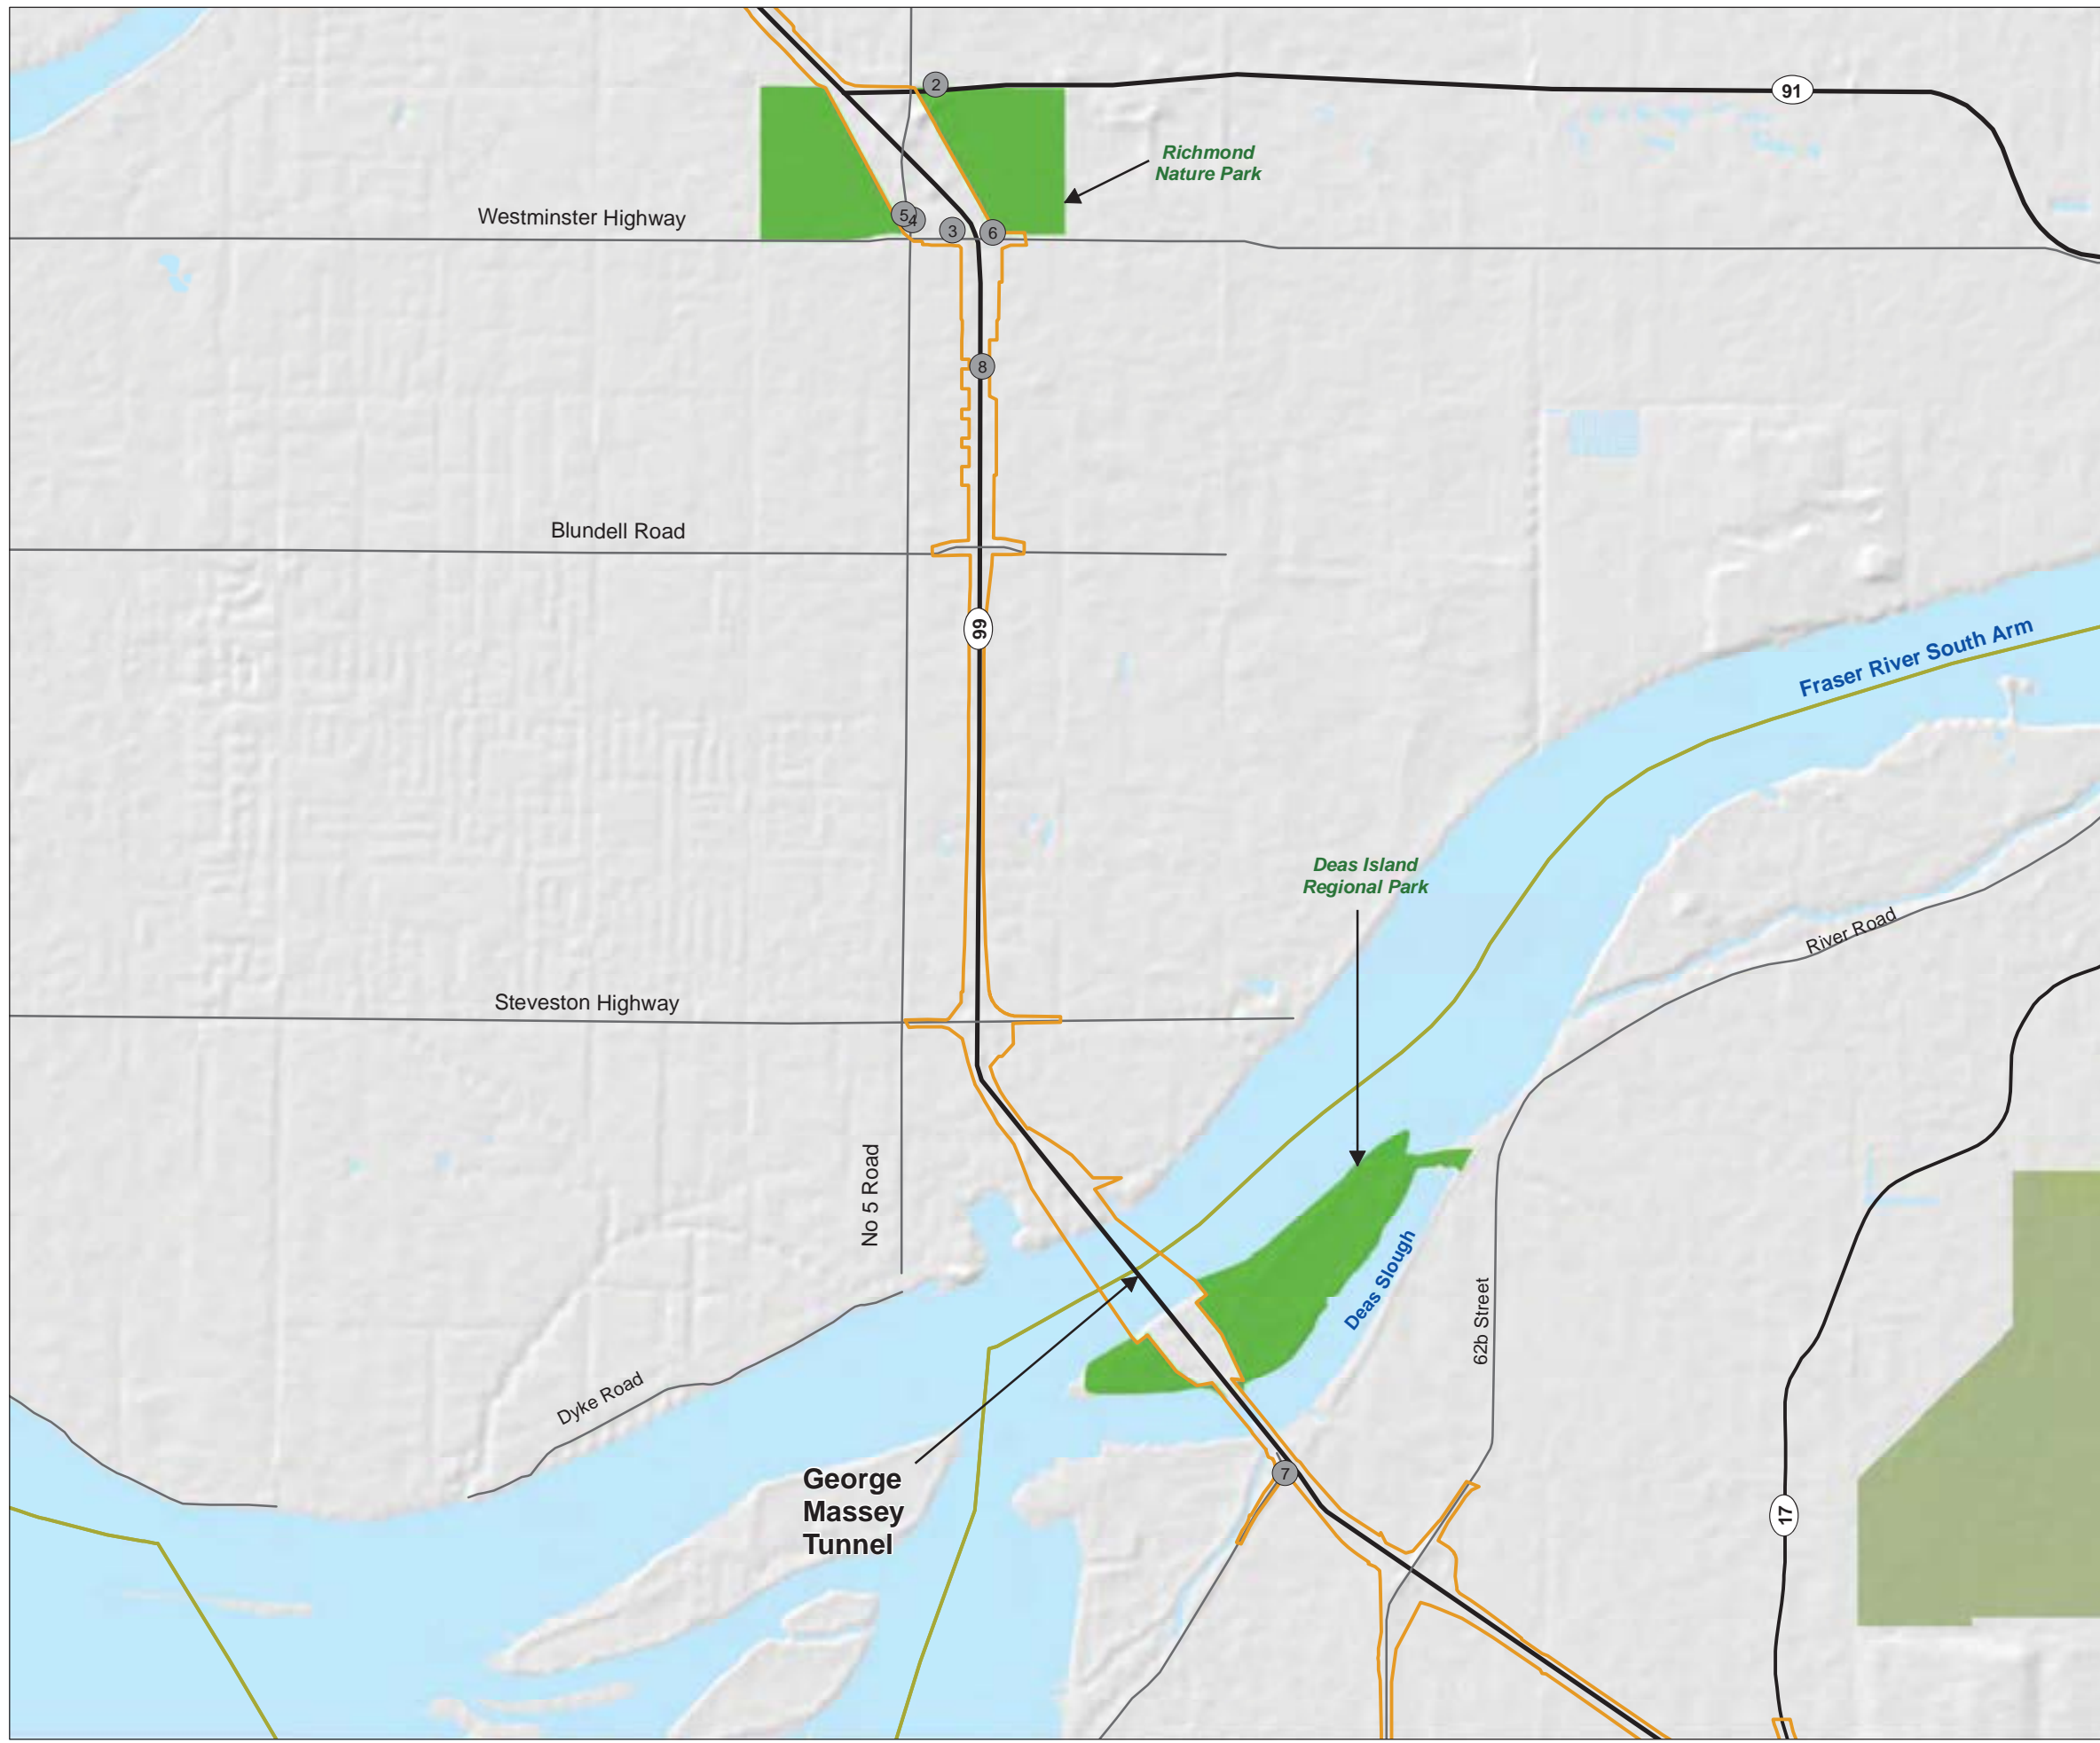 2
91
Richmond
Nature Park
Westminster Highway
5
4
3
6
8
Blundell Road
99
Fraser River South Arm
Deas Island
Regional Park
River Road
Steveston Highway
No 5 Road
Deas Slough
62b Street
Dyke Road
George
Massey
Tunnel
7
17